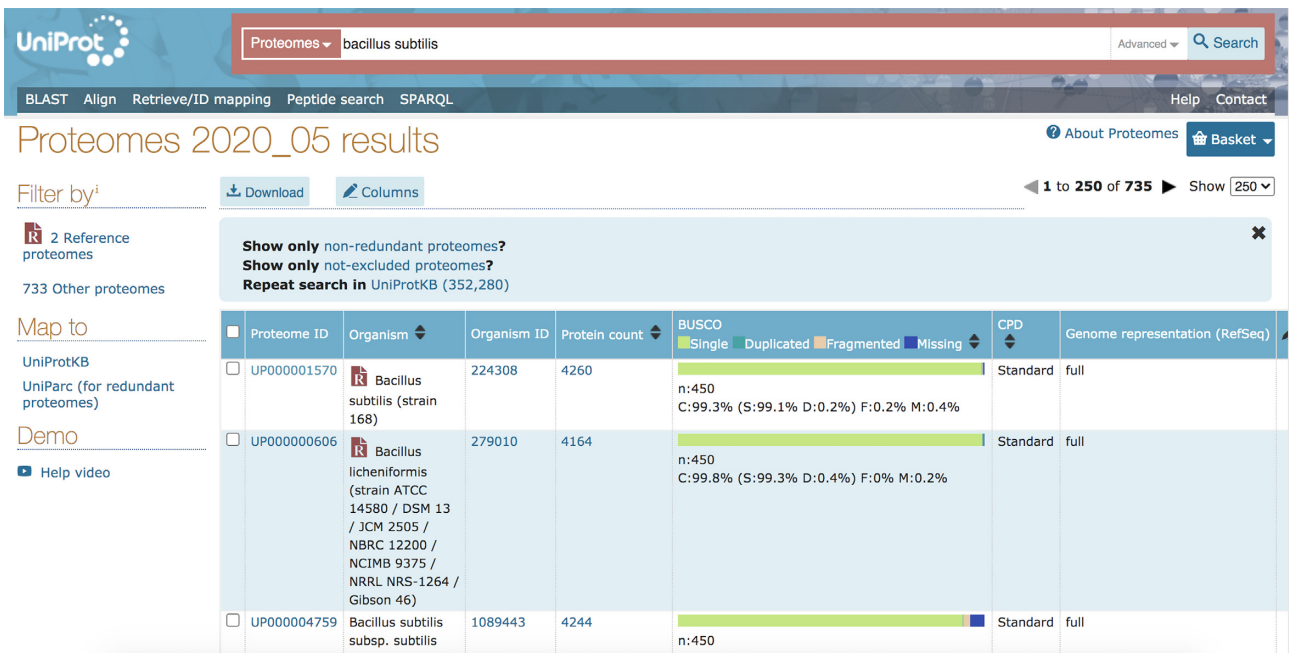 UniProt
Proteomes
bacillus subtilis
Advanced
Search
BLAST Align Retrieve/ID mapping Peptide search SPARQL
Help Contact
Proteomes 2020_05 results
About Proteomes
Basket
Filter by i
Download
Columns
1 to 250 of 735
Show 250
R 2 Reference
proteomes
733 Other proteomes
Show only non-redundant proteomes?
Show only not-excluded proteomes?
Repeat search in UniProtKB (352,280)
Map to
UniProtKB
UniParc (for redundant
proteomes)
Demo
Help video
Proteome ID
Organism
Organism ID
Protein count
BUSCO
Single Duplicated Fragmented Missing
CPD
Genome representation (RefSeq)
UP000001570
R Bacillus
subtilis (strain
168)
224308
4260
n:450
C:99.3% (S:99.1% D:0.2%) F:0.2% M:0.4%
Standard
full
UP000000606
R Bacillus
licheniformis
(strain ATCC
14580 / DSM 13
/ JCM 2505 /
NBRC 12200 /
NCIMB 9375 /
NRRL NRS-1264 /
Gibson 46)
279010
4164
n:450
C:99.8% (S:99.3% D:0.4%) F:0% M:0.2%
Standard
full
UP000004759
Bacillus subtilis
subsp. subtilis
1089443
4244
n:450
Standard
full